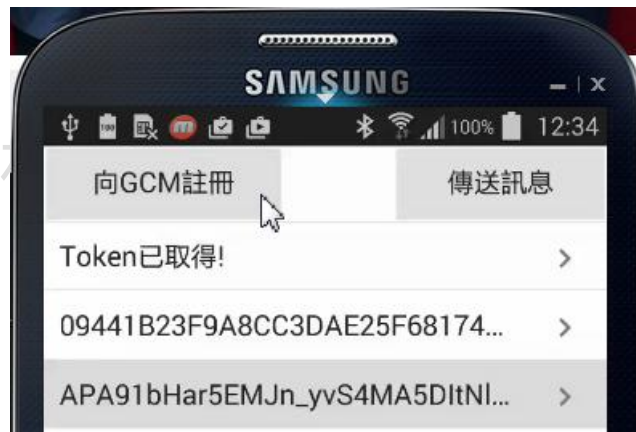 SAMSUNG
100% 12:34
向GCM註冊 傳送訊息
Token已取得!
09441B23F9A8CC3DAE25F68174...
APA91bHar5EMJn_yvS4MA5DItNl...